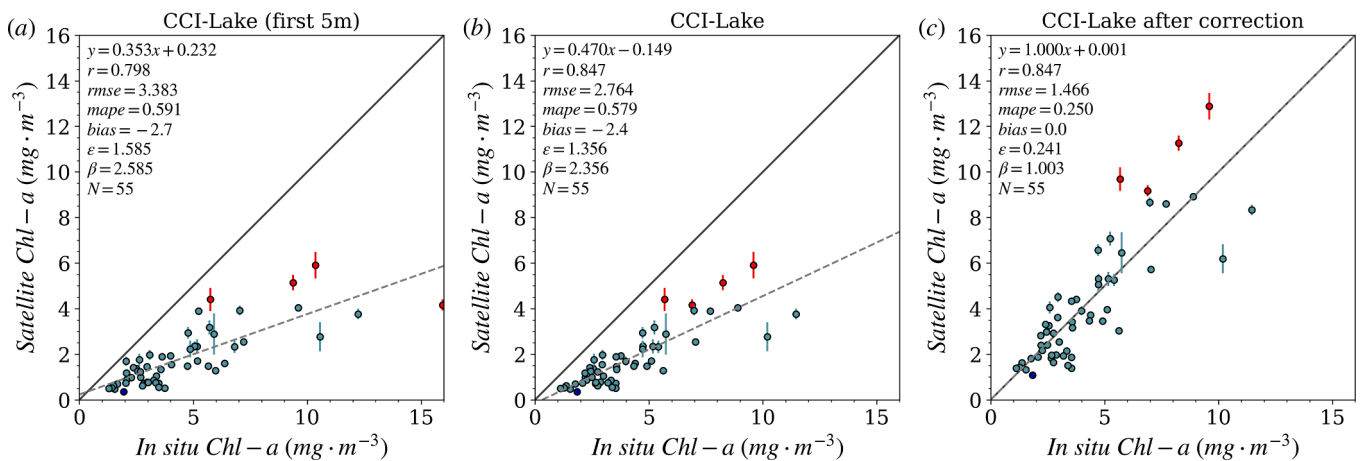 (a) CCI-Lake (first 5m)
y = 0.353x + 0.232
r = 0.798
rmse = 3.383
mape = 0.591
bias = −2.7
ε = 1.585
β = 2.585
N = 55
16
14
12
10
8
6
4
2
0
Satellite Chl − a (mg · m⁻³)
0 5 10 15
In situ Chl − a (mg · m⁻³)
(b) CCI-Lake
y = 0.470x − 0.149
r = 0.847
rmse = 2.764
mape = 0.579
bias = −2.4
ε = 1.356
β = 2.356
N = 55
16
14
12
10
8
6
4
2
0
Satellite Chl − a (mg · m⁻³)
0 5 10 15
In situ Chl − a (mg · m⁻³)
(c) CCI-Lake after correction
y = 1.000x + 0.001
r = 0.847
rmse = 1.466
mape = 0.250
bias = 0.0
ε = 0.241
β = 1.003
N = 55
16
14
12
10
8
6
4
2
0
Satellite Chl − a (mg · m⁻³)
0 5 10 15
In situ Chl − a (mg · m⁻³)